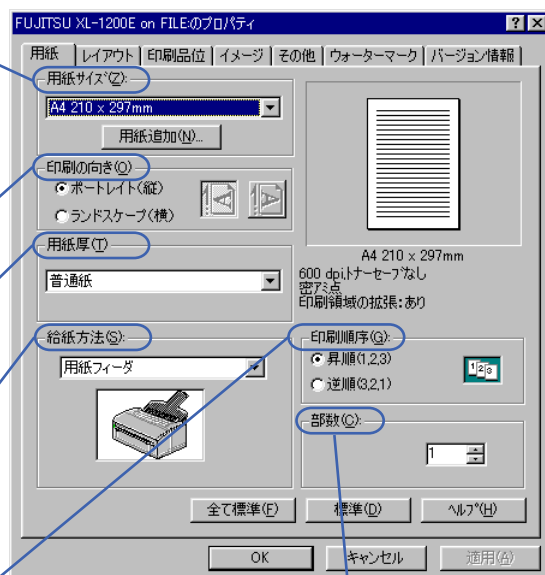 FUJITSU XL-1200E on FILE:のプロパティ
用紙 レイアウト 印刷品位 イメージ その他 ウォーターマーク バージョン情報
用紙サイズ(Z):
A4 210 x 297mm
用紙追加(N)...
印刷の向き(O)
ポートレイト(縦)
ランドスケープ(横)
用紙厚(T)
普通紙
給紙方法(S):
用紙フィーダ
A4 210 x 297mm
600 dpi,トナーセーブなし
密アミ点
印刷領域の拡張:あり
印刷順序(G):
昇順(1,2,3)
逆順(3,2,1)
1 2 3
部数(C):
1
全て標準(F) 標準(D) ヘルプ(H)
OK キャンセル 適用(A)